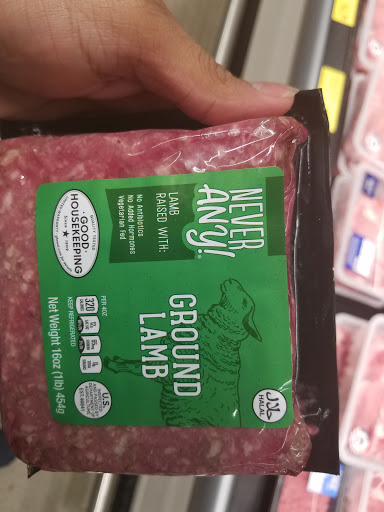 NEVER
ANY!®
LAMB
RAISED WITH:
No Antibiotics
No Added Hormones
Vegetarian Fed
GOOD
HOUSEKEEPING
GROUND
LAMB
حلال
HALAL
PER 4OZ
320
KEEP REFRIGERATED
Net Weight 16oz (1lb) 454g
U.S.